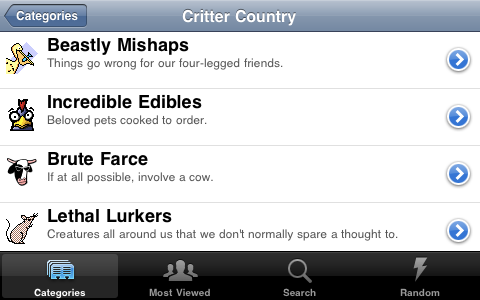 Categories
Critter Country
Beastly Mishaps
Things go wrong for our four-legged friends.
Incredible Edibles
Beloved pets cooked to order.
Brute Farce
If at all possible, involve a cow.
Lethal Lurkers
Creatures all around us that we don't normally spare a thought to.
Categories
Most Viewed
Search
Random